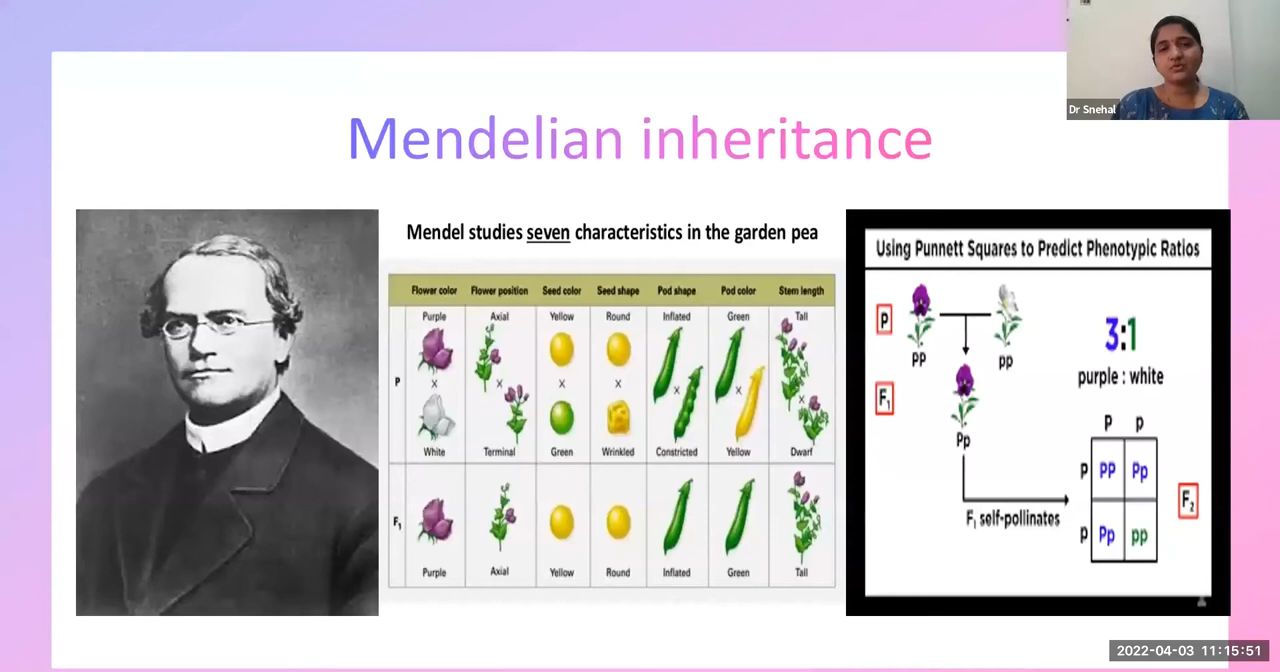 Dr Snehal
Mendelian inheritance
Mendel studies seven characteristics in the garden pea
Flower color Flower position Seed color Seed shape Pod shape Pod color Stem length
Purple Axial Yellow Round Inflated Green Tall
P x x x x x x x
White Terminal Green Wrinkled Constricted Yellow Dwarf
F₁
Purple Axial Yellow Round Inflated Green Tall
Using Punnett Squares to Predict Phenotypic Ratios
P
PP pp
3:1
purple : white
F₁
Pp
P p
P PP Pp
F₂
p Pp pp
F₁ self-pollinates
2022-04-03 11:15:51